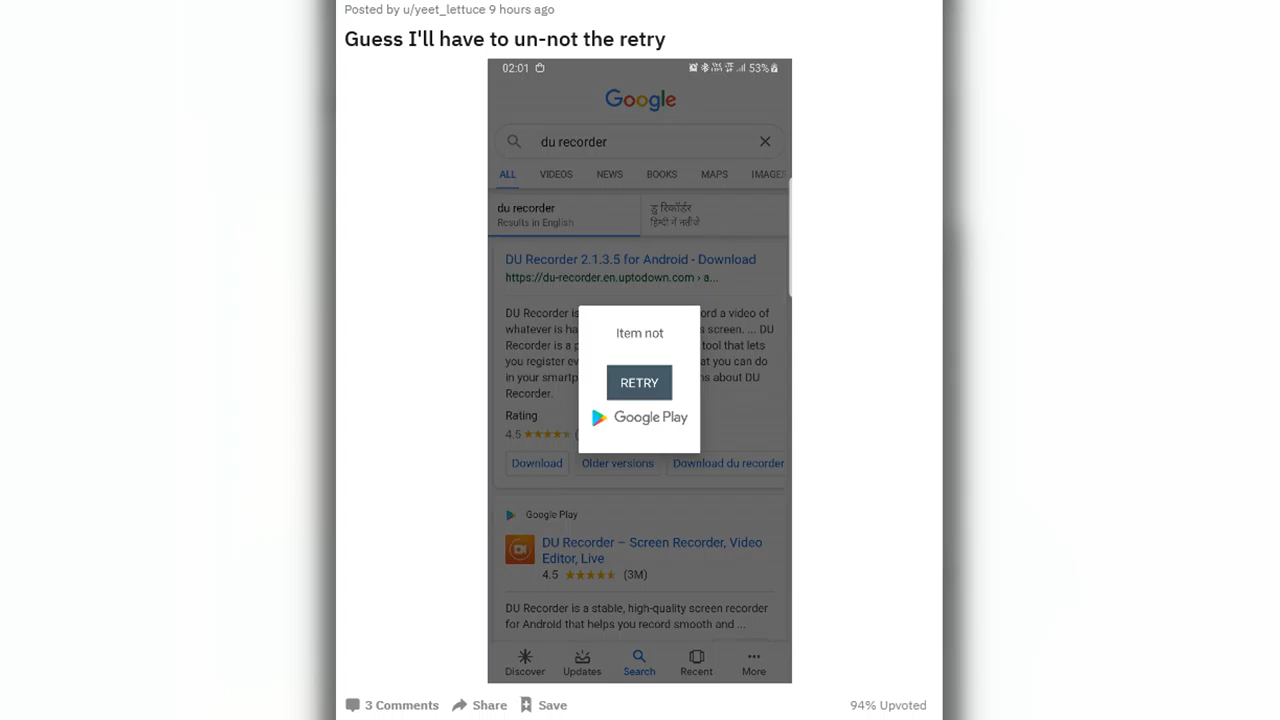 Posted by u/yeet_lettuce 9 hours ago
Guess I'll have to un-not the retry
02:01
53%
Google
du recorder
ALL VIDEOS NEWS BOOKS MAPS IMAGE
du recorder
Results in English
डु रिकॉर्डर
हिन्दी में नतीजे
DU Recorder 2.1.3.5 for Android - Download
https://du-recorder.en.uptodown.com › a...
DU Recorder is ord a video of
whatever is ha s screen. ... DU
Recorder is a p tool that lets
you register ev at you can do
in your smartp ns about DU
Recorder.
Rating
4.5
Item not
RETRY
Google Play
Download Older versions Download du recorder
Google Play
DU Recorder – Screen Recorder, Video
Editor, Live
4.5 (3M)
DU Recorder is a stable, high-quality screen recorder
for Android that helps you record smooth and ...
Discover Updates Search Recent More
3 Comments Share Save 94% Upvoted